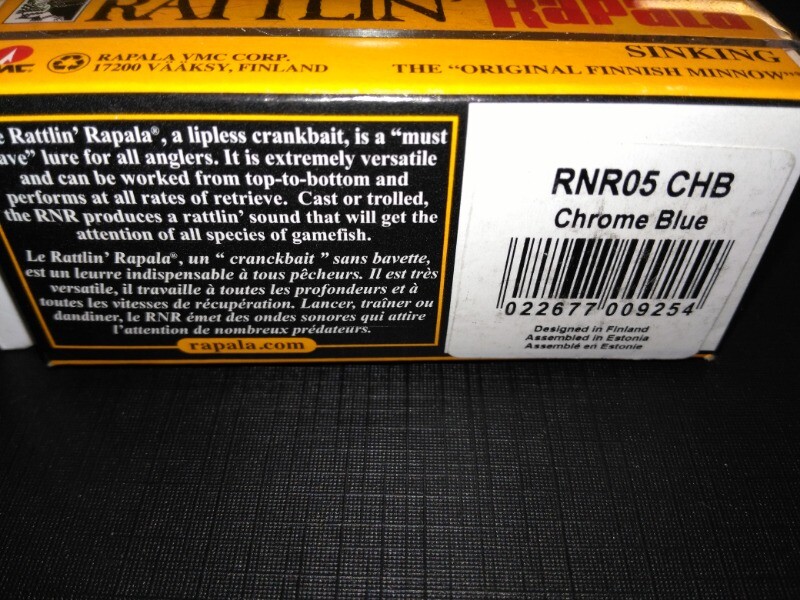 RATTLIN' Rapala
SINKING
RAPALA VMC CORP.
17200 VÄÄKSY, FINLAND
THE "ORIGINAL FINNISH MINNOW"
Rattlin' Rapala®, a lipless crankbait, is a "must
ave" lure for all anglers. It is extremely versatile
and can be worked from top-to-bottom and
performs at all rates of retrieve. Cast or trolled,
the RNR produces a rattlin' sound that will get the
attention of all species of gamefish.
Le Rattlin' Rapala®, un " cranckbait " sans bavette,
est un leurre indispensable à tous pêcheurs. Il est très
versatile, il travaille à toutes les profondeurs et à
toutes les vitesses de récupération. Lancer, traîner ou
dandiner, le RNR émet des ondes sonores qui attire
l'attention de nombreux prédateurs.
rapala.com
RNR05 CHB
Chrome Blue
022677 009254
Designed in Finland
Assembled in Estonia
Assemblé en Estonie